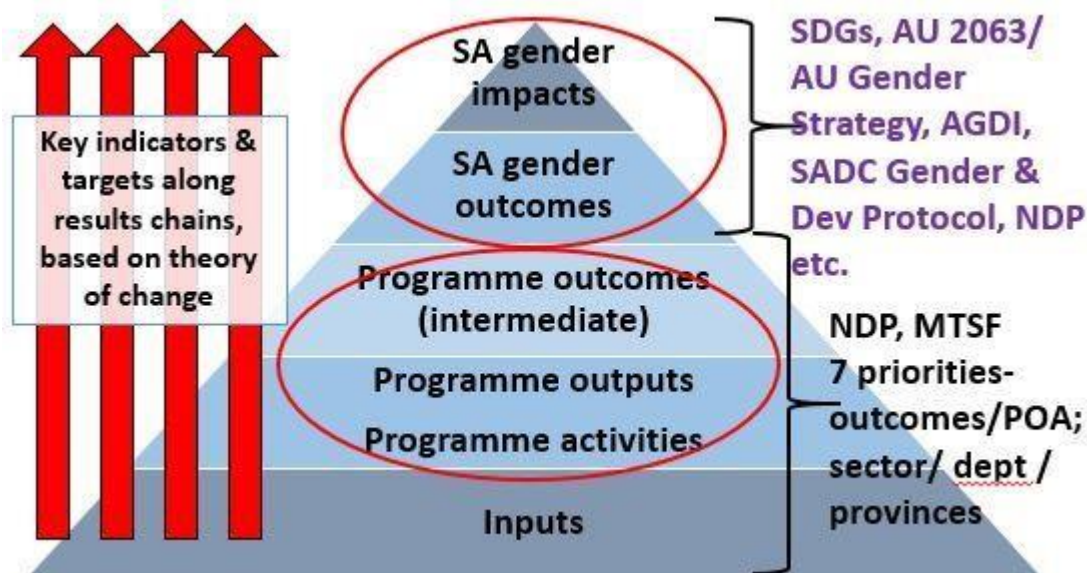 Key indicators &
targets along
results chains,
based on theory
of change
SA gender
impacts
SA gender
outcomes
Programme outcomes
(intermediate)
Programme outputs
Programme activities
Inputs
SDGs, AU 2063/
AU Gender
Strategy, AGDI,
SADC Gender &
Dev Protocol, NDP
etc.
NDP, MTSF
7 priorities-
outcomes/POA;
sector/ dept /
provinces